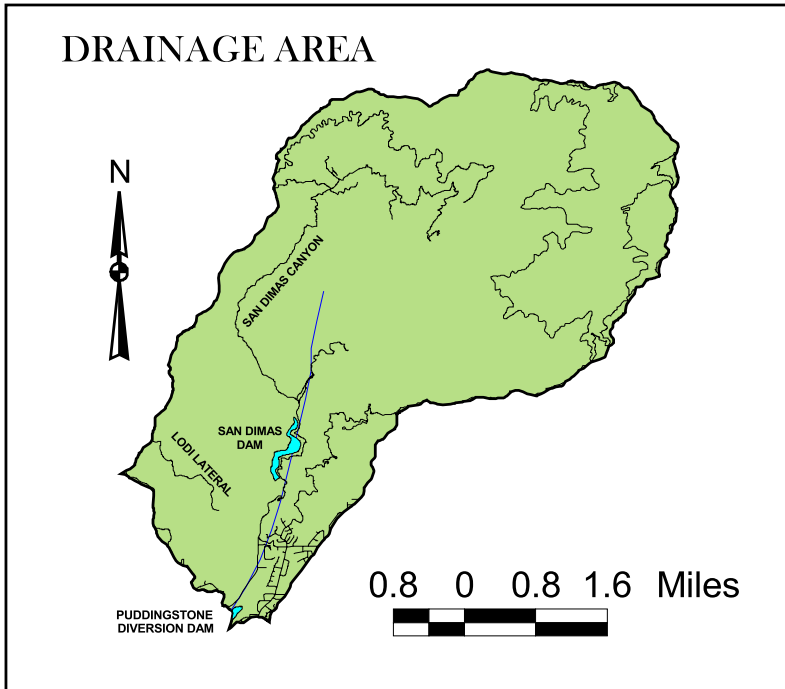 DRAINAGE AREA
N
SAN DIMAS CANYON
SAN DIMAS
DAM
LODI LATERAL
0.8 0 0.8 1.6 Miles
PUDDINGSTONE
DIVERSION DAM